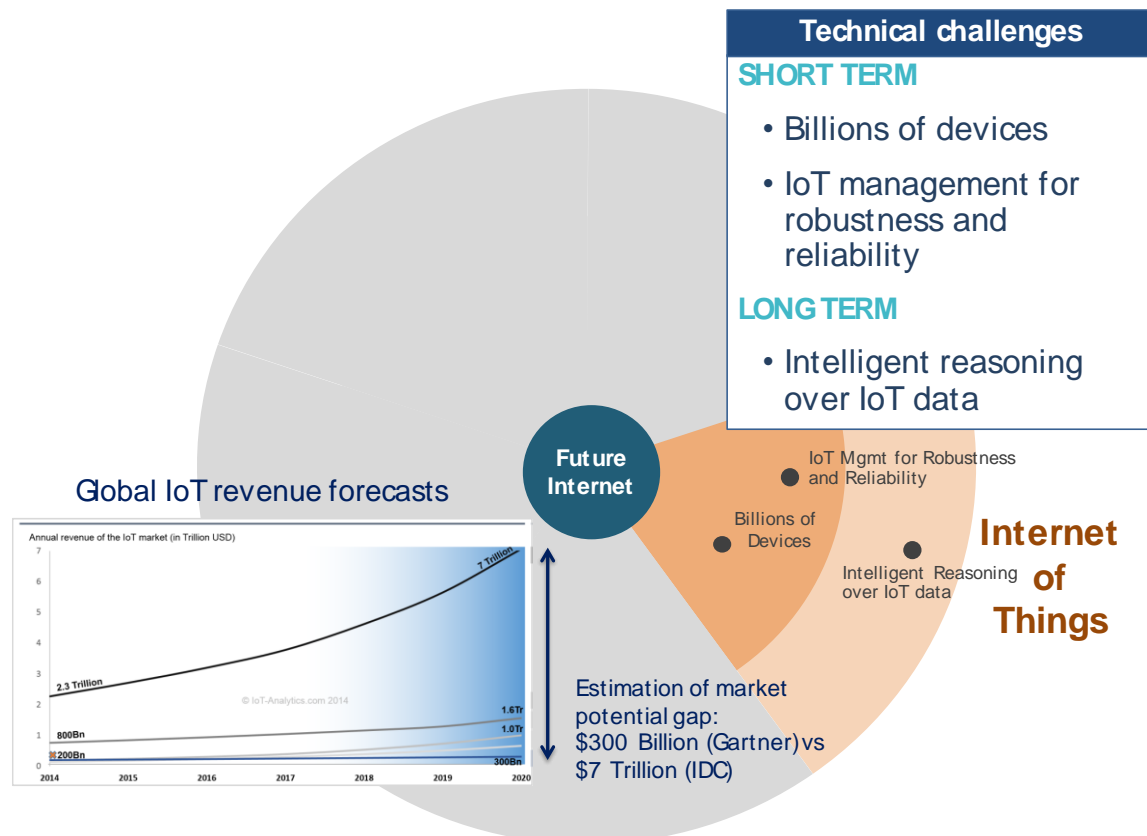 Technical challenges
SHORT TERM
• Billions of devices
• IoT management for
robustness and
reliability
LONG TERM
• Intelligent reasoning
over IoT data
Future
Internet
IoT Mgmt for Robustness
and Reliability
Billions of
Devices
Intelligent Reasoning
over IoT data
Internet
of
Things
Global IoT revenue forecasts
Annual revenue of the IoT market (in Trillion USD)
7
6
5
4
3
2
1
0
7 Trillion
2.3 Trillion
© IoT-Analytics.com 2014
800Bn
1.6Tr
1.0Tr
200Bn
300Bn
2014 2015 2016 2017 2018 2019 2020
Estimation of market
potential gap:
$300 Billion (Gartner) vs
$7 Trillion (IDC)